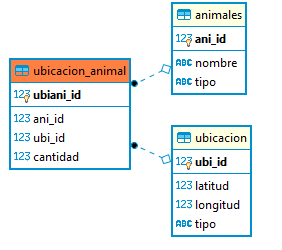 animales
123 ani_id
ABC nombre
ABC tipo
ubicacion_animal
123 ubiani_id
123 ani_id
123 ubi_id
123 cantidad
ubicacion
123 ubi_id
123 latitud
123 longitud
ABC tipo